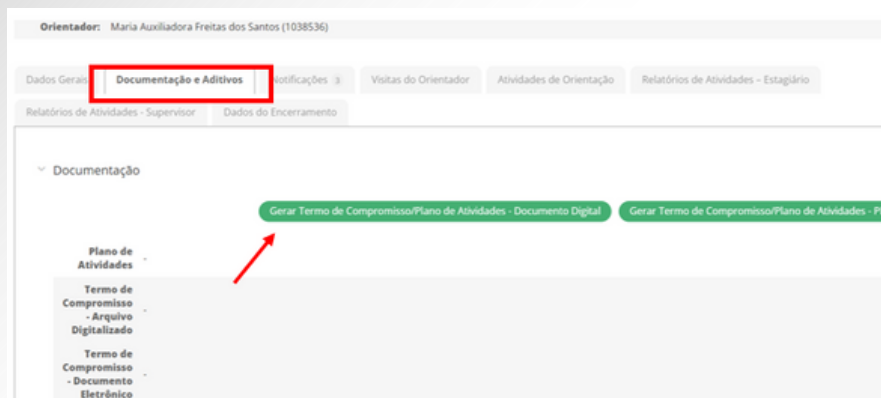 Orientador: Maria Auxiliadora Freitas dos Santos (1038536)
Dados Gerais Documentação e Aditivos Notificações 3 Visitas do Orientador Atividades de Orientação Relatórios de Atividades – Estagiário
Relatórios de Atividades - Supervisor Dados do Encerramento
Documentação
Gerar Termo de Compromisso/Plano de Atividades - Documento Digital Gerar Termo de Compromisso/Plano de Atividades -
Plano de
Atividades -
Termo de
Compromisso
- Arquivo
Digitalizado -
Termo de
Compromisso
- Documento
Eletrônico -